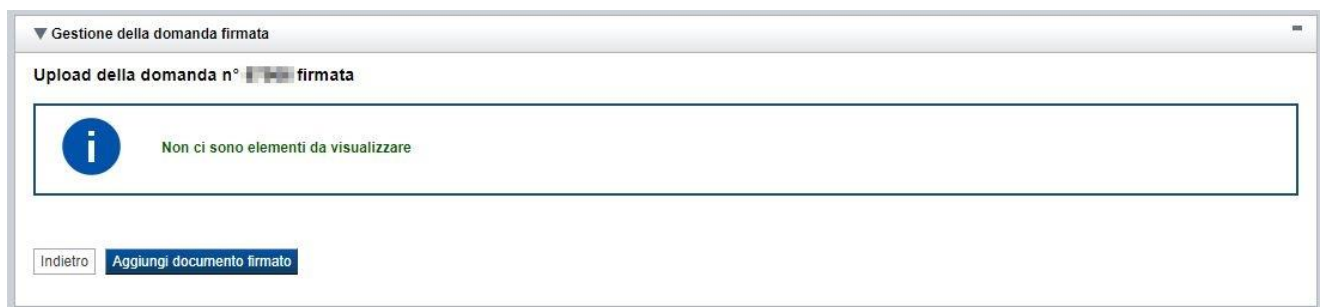 Gestione della domanda firmata
Upload della domanda n° firmata
Non ci sono elementi da visualizzare
Indietro Aggiungi documento firmato